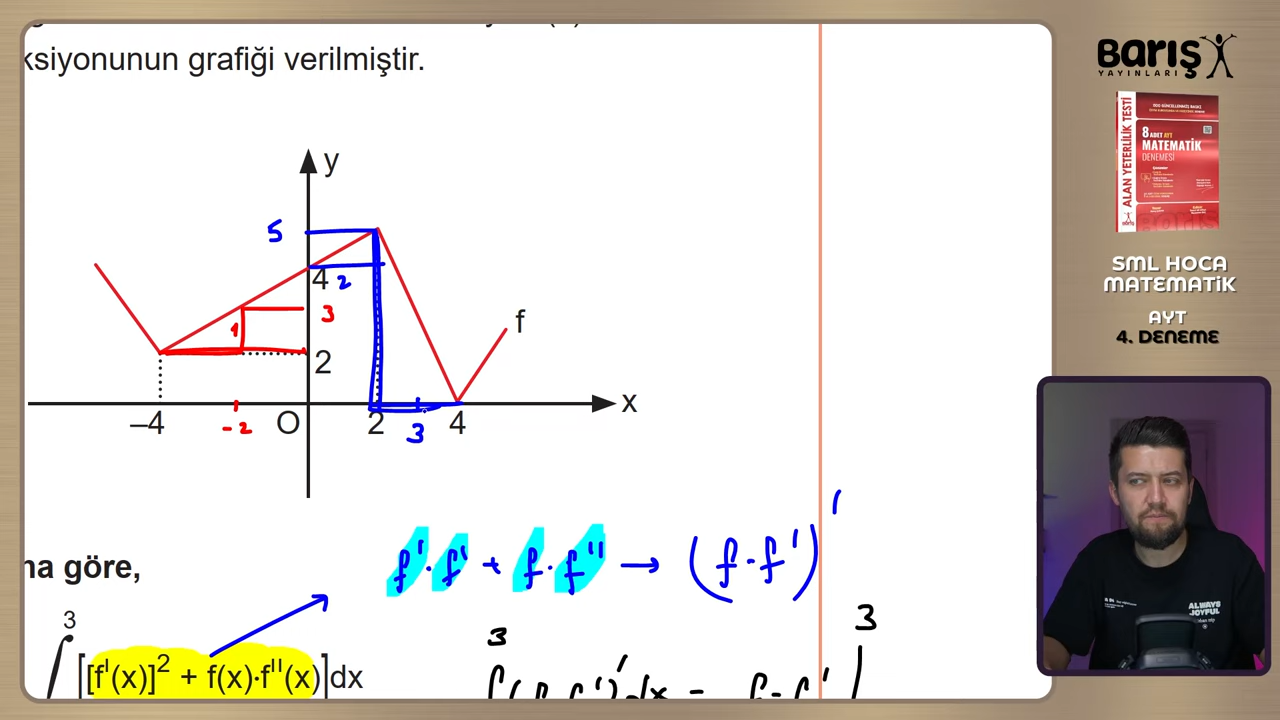 ksiyonunun grafiği verilmiştir.
y
5
4
2
3
1
2
f
x
–4
-2
O
2
3
4
na göre,
f'·f' + f·f'' → (f·f')'
3
∫ [[f'(x)]² + f(x)·f''(x)]dx
3
3
∫(f·f')'dx = f·f' |
BARIŞ
YAYINLARI
ALAN YETERLİLİK TESTİ
8 ADET AYT
MATEMATİK
DENEMESİ
SML HOCA
MATEMATİK
AYT
4. DENEME
ALWAYS
JOYFUL